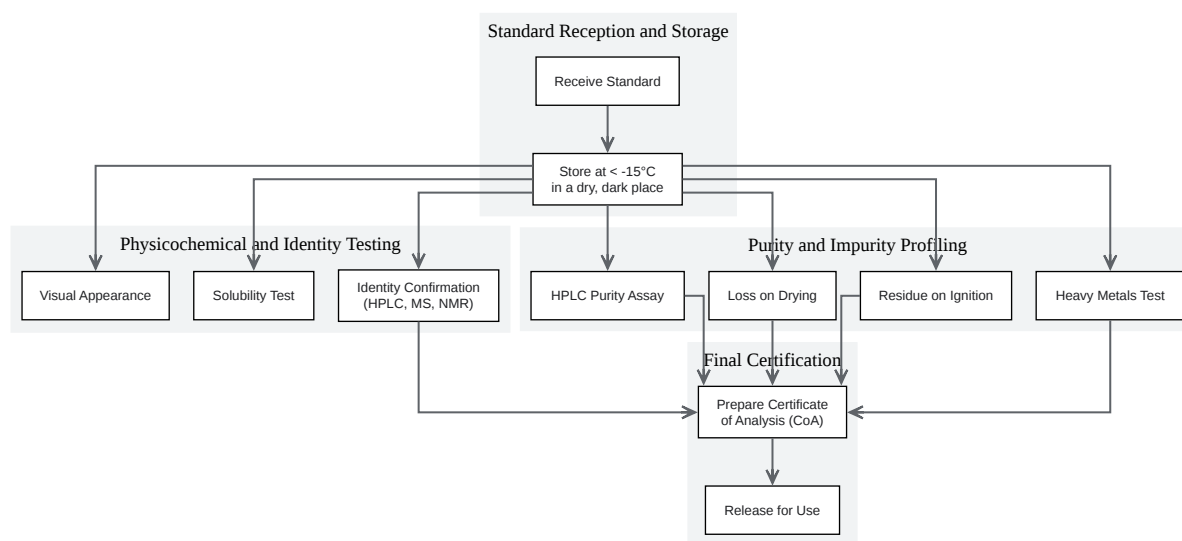 Standard Reception and Storage
Receive Standard
Store at < -15°C
in a dry, dark place
Physicochemical and Identity Testing
Purity and Impurity Profiling
Visual Appearance
Solubility Test
Identity Confirmation
(HPLC, MS, NMR)
HPLC Purity Assay
Loss on Drying
Residue on Ignition
Heavy Metals Test
Final Certification
Prepare Certificate
of Analysis (CoA)
Release for Use